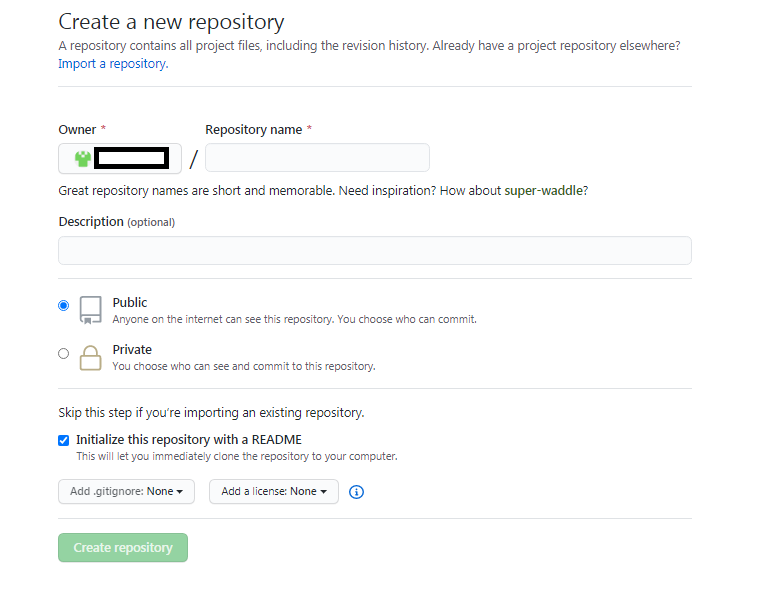 Create a new repository
A repository contains all project files, including the revision history. Already have a project repository elsewhere?
Import a repository.
Owner * Repository name *
/
Great repository names are short and memorable. Need inspiration? How about super-waddle?
Description (optional)
Public
Anyone on the internet can see this repository. You choose who can commit.
Private
You choose who can see and commit to this repository.
Skip this step if you're importing an existing repository.
Initialize this repository with a README
This will let you immediately clone the repository to your computer.
Add .gitignore: None Add a license: None
Create repository